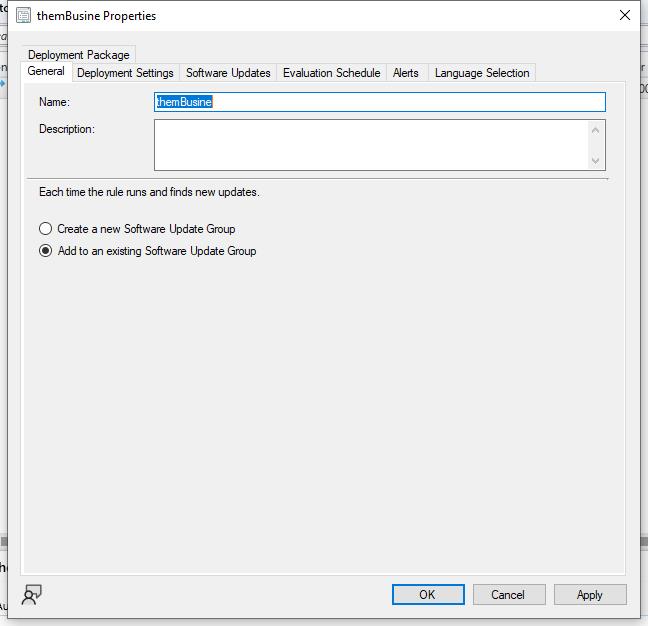 themBusine Properties
Deployment Package
General Deployment Settings Software Updates Evaluation Schedule Alerts Language Selection
Name: themBusine
Description:
Each time the rule runs and finds new updates.
Create a new Software Update Group
Add to an existing Software Update Group
OK Cancel Apply